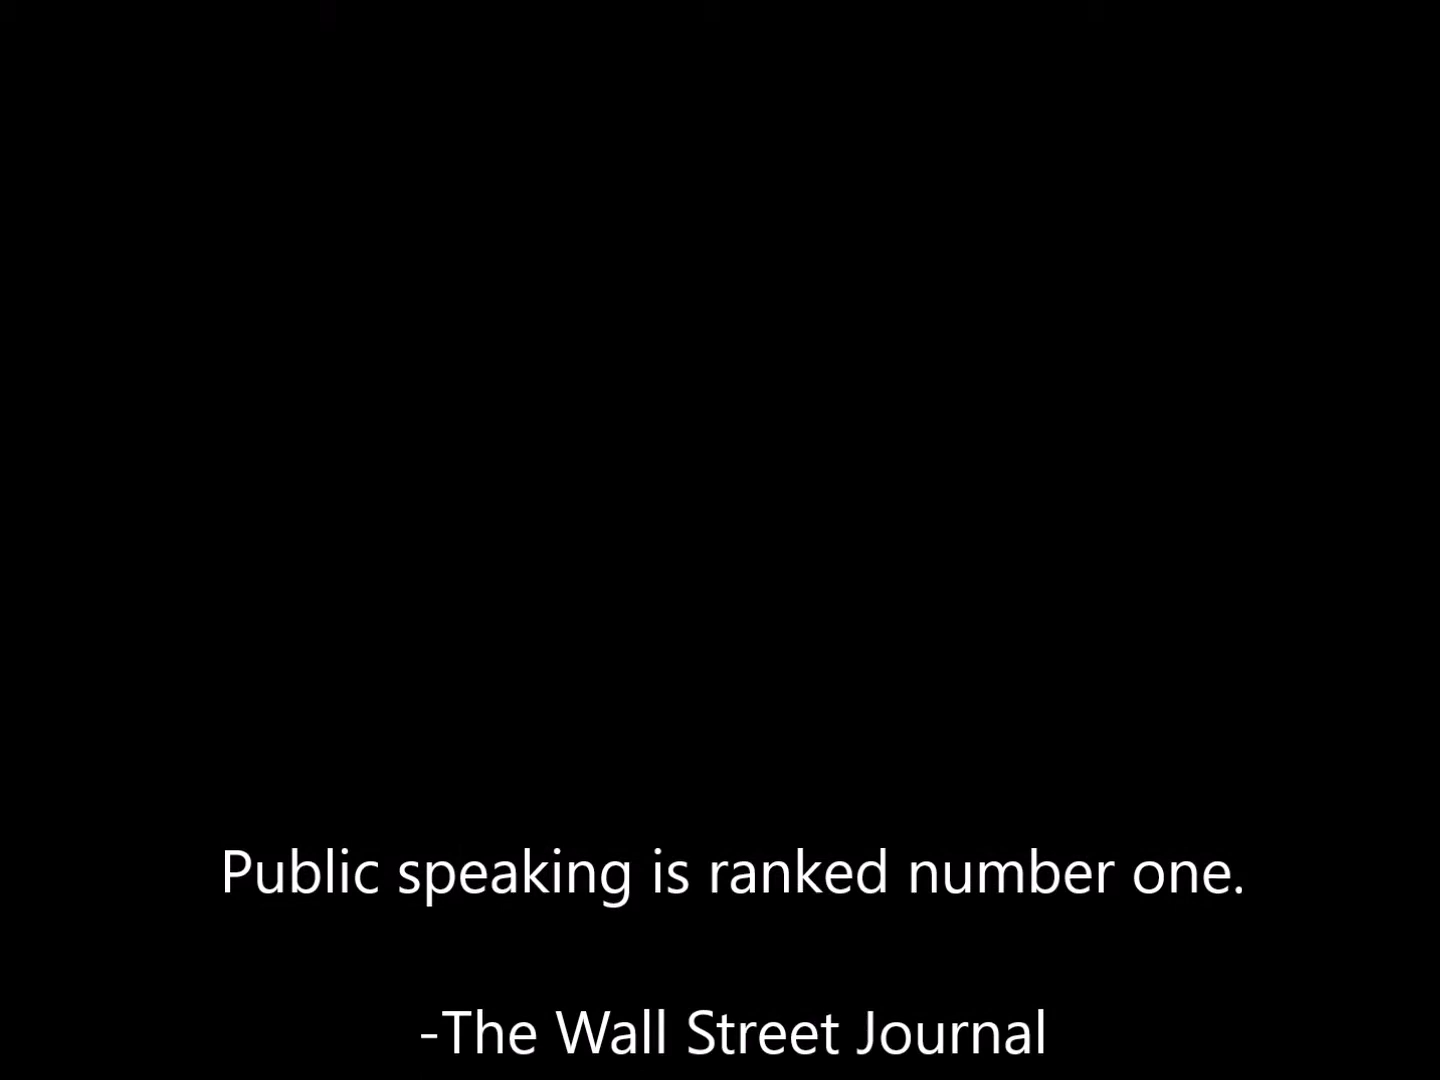 Public speaking is ranked number one.
-The Wall Street Journal